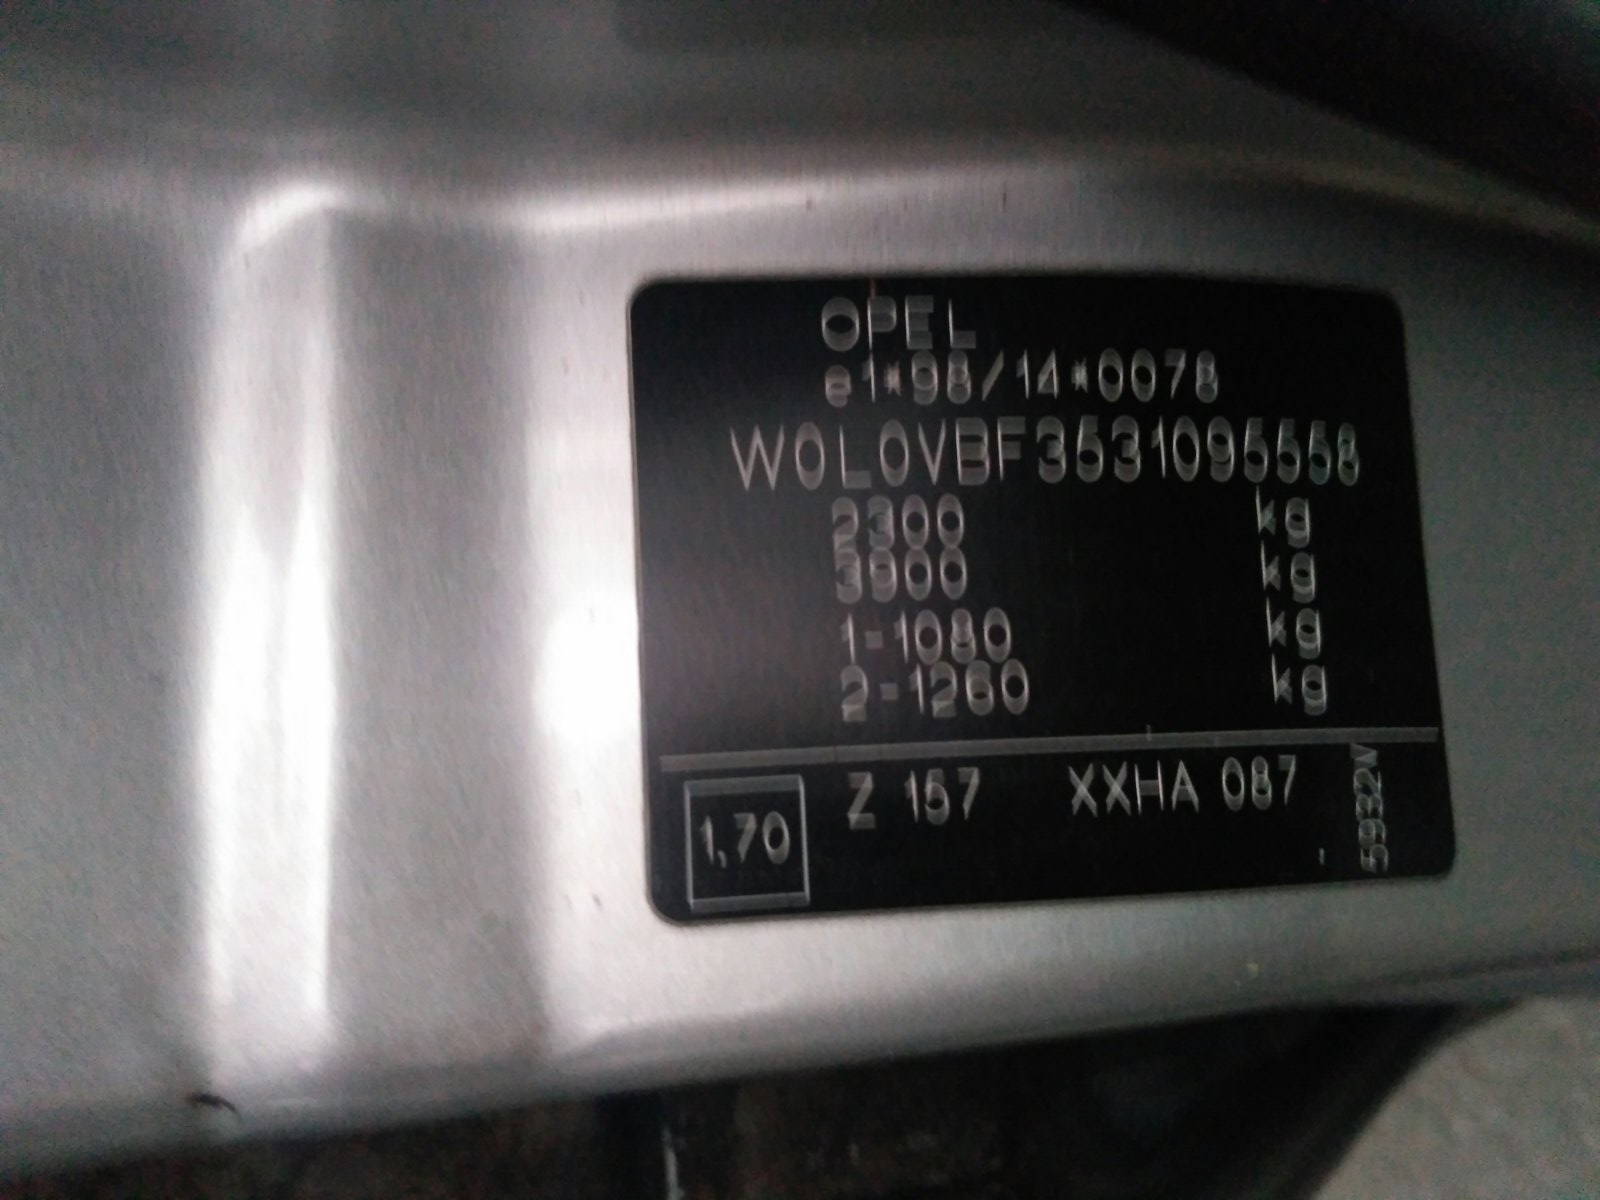 OPEL
e1*98/14*0078
W0L0VBF3531095558
2300 kg
3900 kg
1-1080 kg
2-1260 kg
1.70 Z 157 XXHA 087
5932V